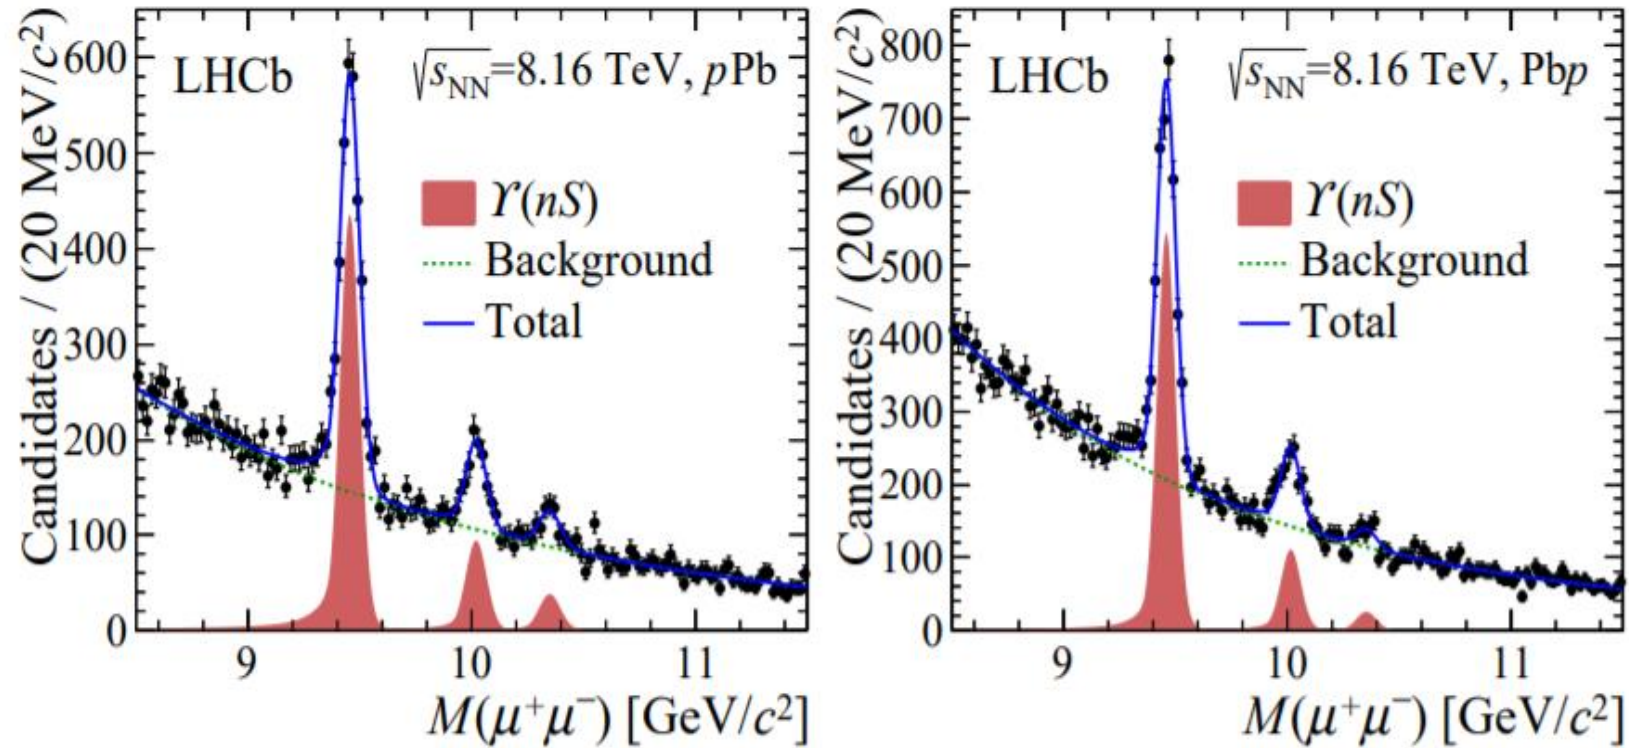 Candidates / (20 MeV/c²)
600
500
400
300
200
100
0
LHCb
√sNN=8.16 TeV, pPb
ϒ(nS)
Background
Total
9 10 11
M(μ⁺μ⁻) [GeV/c²]
Candidates / (20 MeV/c²)
800
700
600
500
400
300
200
100
0
LHCb
√sNN=8.16 TeV, Pbp
ϒ(nS)
Background
Total
9 10 11
M(μ⁺μ⁻) [GeV/c²]